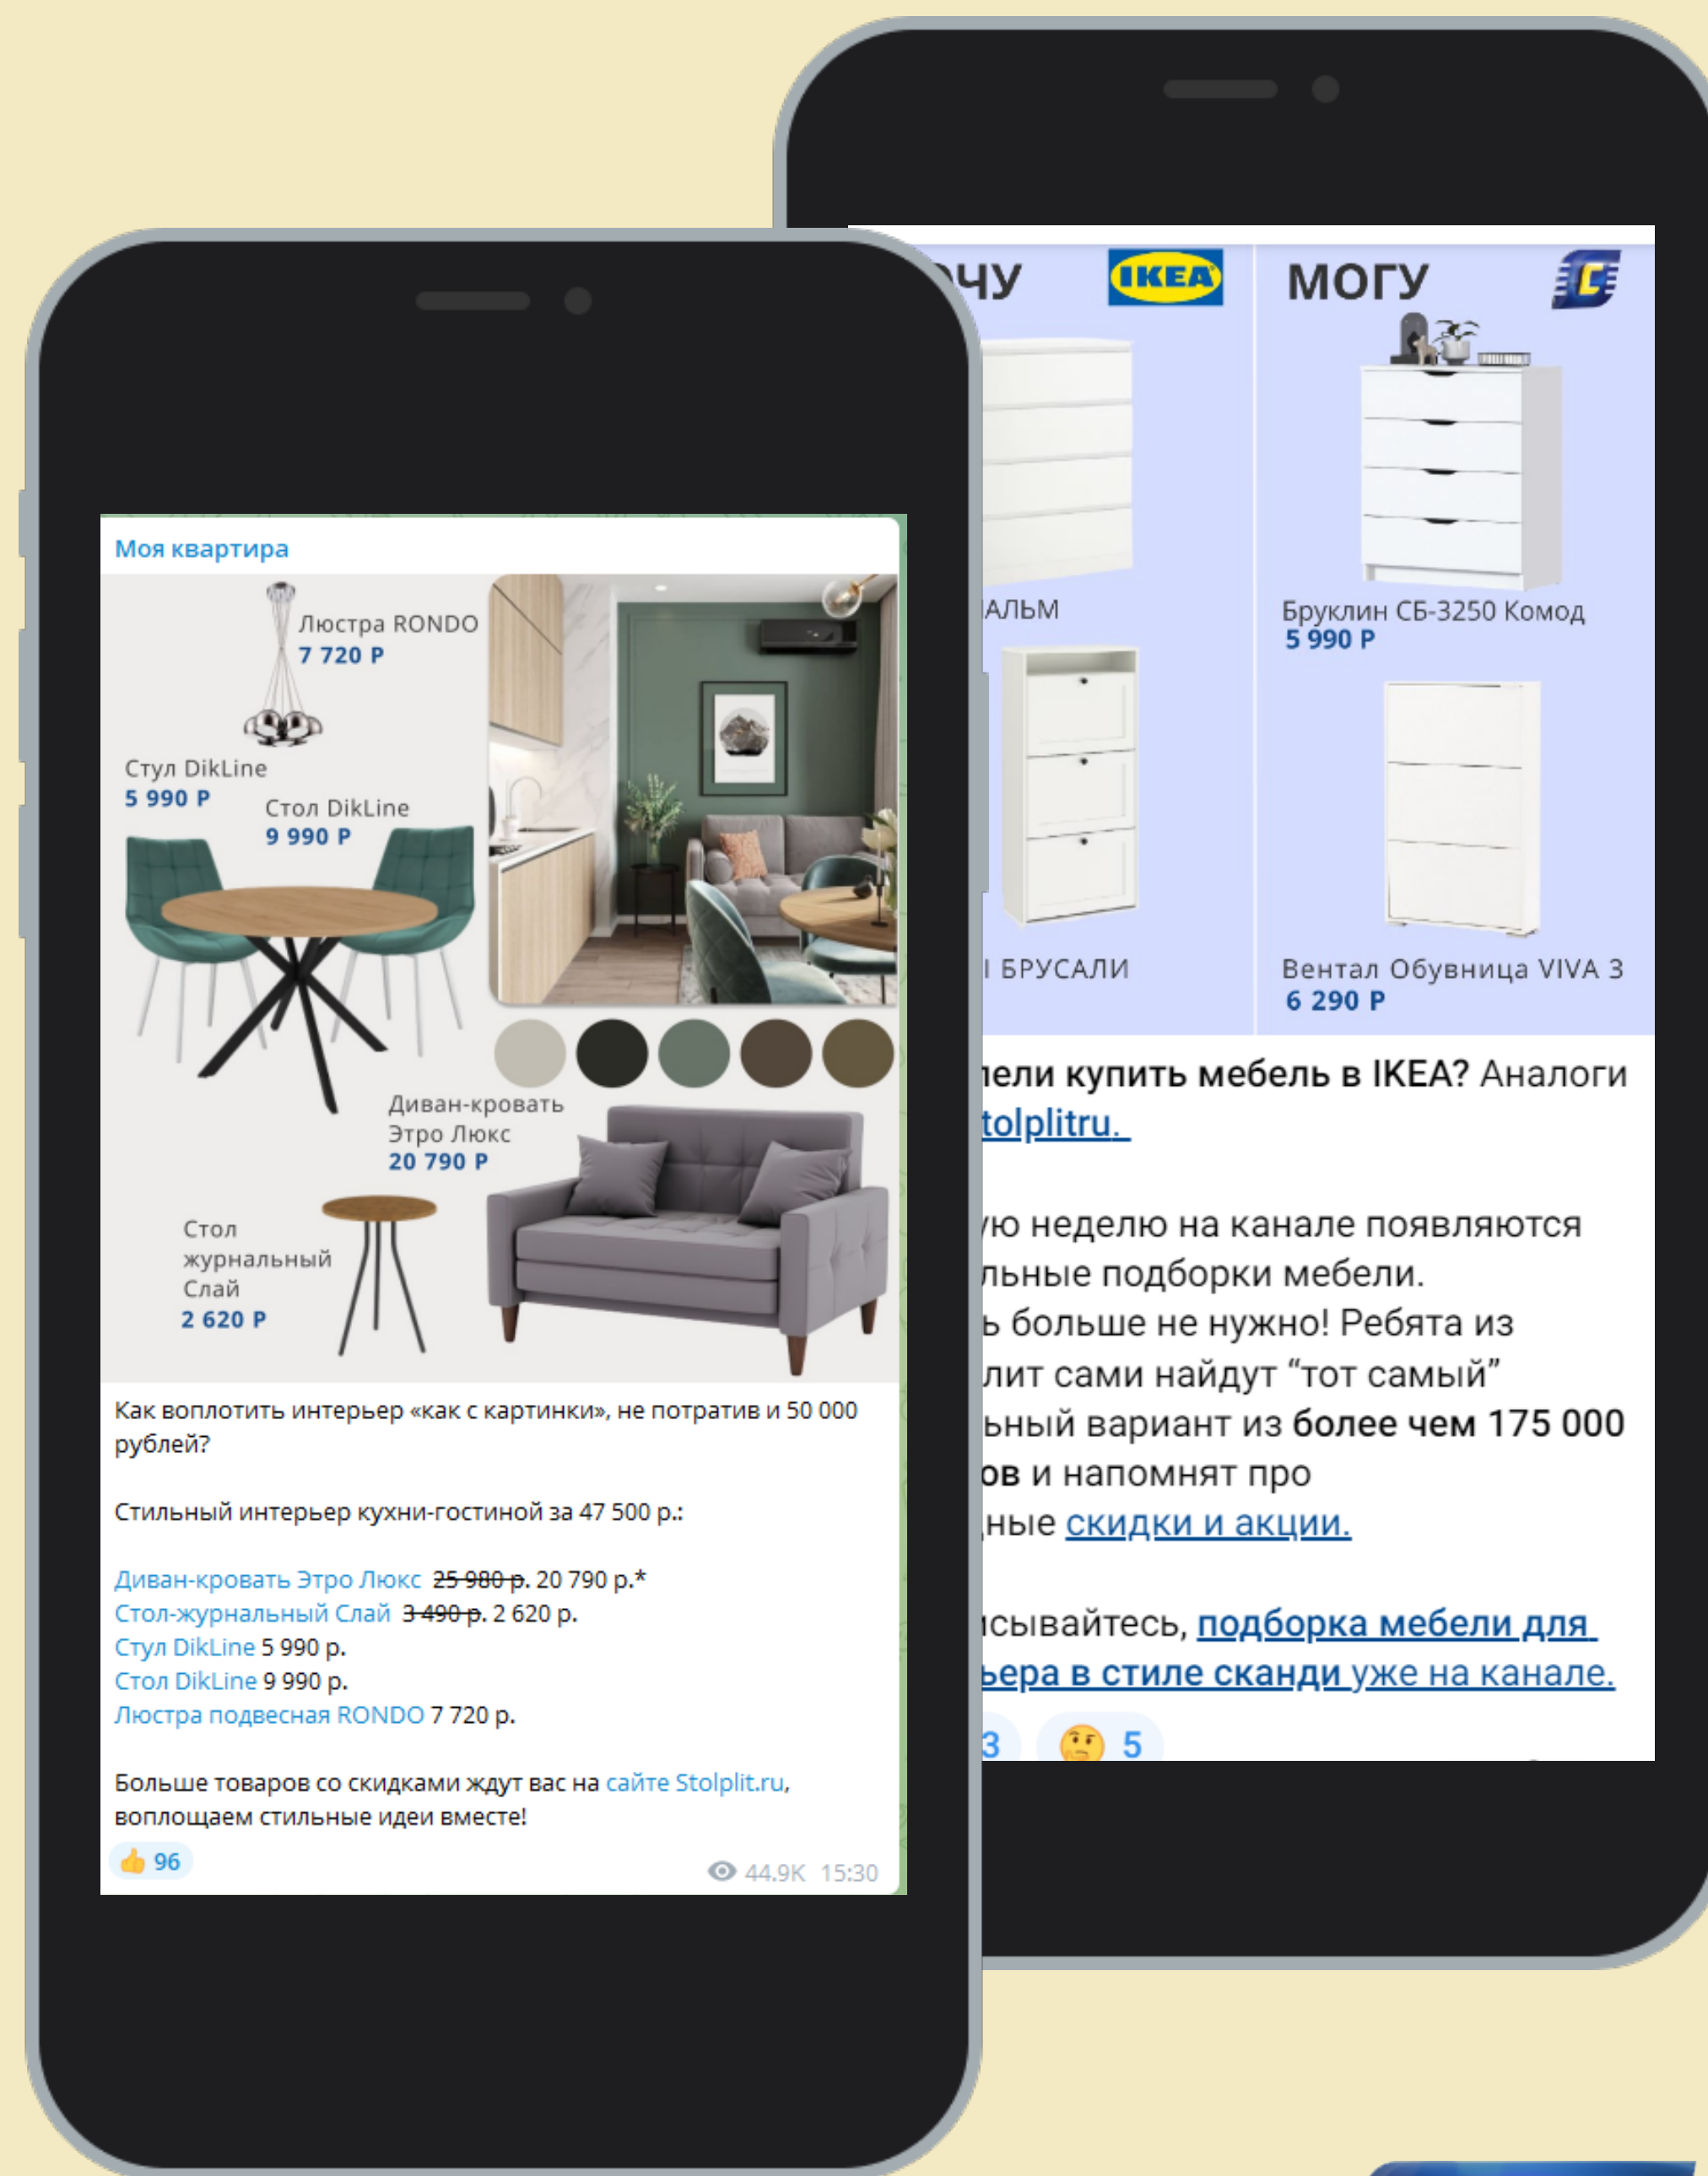 Моя квартира
Люстра RONDO
7 720 Р
Стул DikLine
5 990 Р
Стол DikLine
9 990 Р
Диван-кровать
Этро Люкс
20 790 Р
Стол
журнальный
Слай
2 620 Р
Как воплотить интерьер «как с картинки», не потратив и 50 000
рублей?
Стильный интерьер кухни-гостиной за 47 500 р.:
Диван-кровать Этро Люкс 25 980 р. 20 790 р.*
Стол-журнальный Слай 3 490 р. 2 620 р.
Стул DikLine 5 990 р.
Стол DikLine 9 990 р.
Люстра подвесная RONDO 7 720 р.
Больше товаров со скидками ждут вас на сайте Stolplit.ru,
воплощаем стильные идеи вместе!
96
44.9K 15:30
ЧУ
IKEA
МОГУ
С
АЛЬМ
Бруклин СБ-3250 Комод
5 990 Р
БРУСАЛИ
Вентал Обувница VIVA 3
6 290 Р
пели купить мебель в IKEA? Аналоги
tolplitru.
ую неделю на канале появляются
льные подборки мебели.
ь больше не нужно! Ребята из
лит сами найдут “тот самый”
ьный вариант из более чем 175 000
ов и напомнят про
ные скидки и акции.
исывайтесь, подборка мебели для
ьера в стиле сканди уже на канале.
3
5